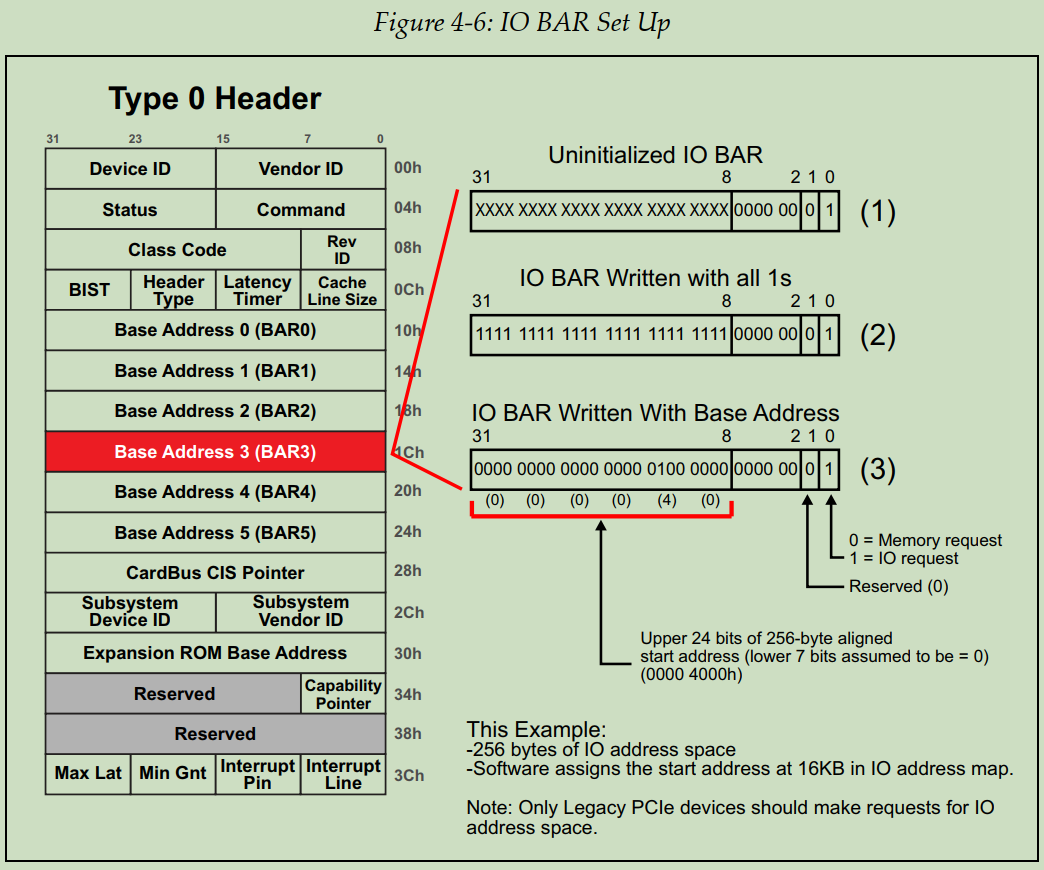 Figure 4-6: IO BAR Set Up
Type 0 Header
31 23 15 7 0
Device ID Vendor ID 00h
Status Command 04h
Class Code Rev ID 08h
BIST Header Type Latency Timer Cache Line Size 0Ch
Base Address 0 (BAR0) 10h
Base Address 1 (BAR1) 14h
Base Address 2 (BAR2) 18h
Base Address 3 (BAR3) 1Ch
Base Address 4 (BAR4) 20h
Base Address 5 (BAR5) 24h
CardBus CIS Pointer 28h
Subsystem Device ID Subsystem Vendor ID 2Ch
Expansion ROM Base Address 30h
Reserved Capability Pointer 34h
Reserved 38h
Max Lat Min Gnt Interrupt Pin Interrupt Line 3Ch
Uninitialized IO BAR
31 8 2 1 0
XXXX XXXX XXXX XXXX XXXX XXXX 0000 00 0 1 (1)
IO BAR Written with all 1s
31 8 2 1 0
1111 1111 1111 1111 1111 1111 0000 00 0 1 (2)
IO BAR Written With Base Address
31 8 2 1 0
0000 0000 0000 0000 0100 0000 0000 00 0 1 (3)
(0) (0) (0) (0) (4) (0)
0 = Memory request
1 = IO request
Reserved (0)
Upper 24 bits of 256-byte aligned
start address (lower 7 bits assumed to be = 0)
(0000 4000h)
This Example:
-256 bytes of IO address space
-Software assigns the start address at 16KB in IO address map.
Note: Only Legacy PCIe devices should make requests for IO
address space.